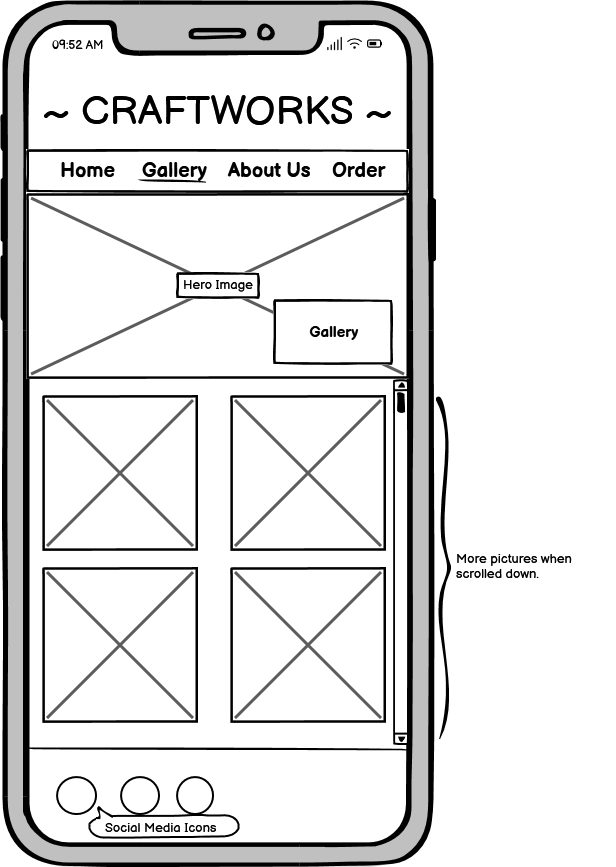 09:52 AM
~ CRAFTWORKS ~
Home Gallery About Us Order
Hero Image
Gallery
More pictures when
scrolled down.
Social Media Icons